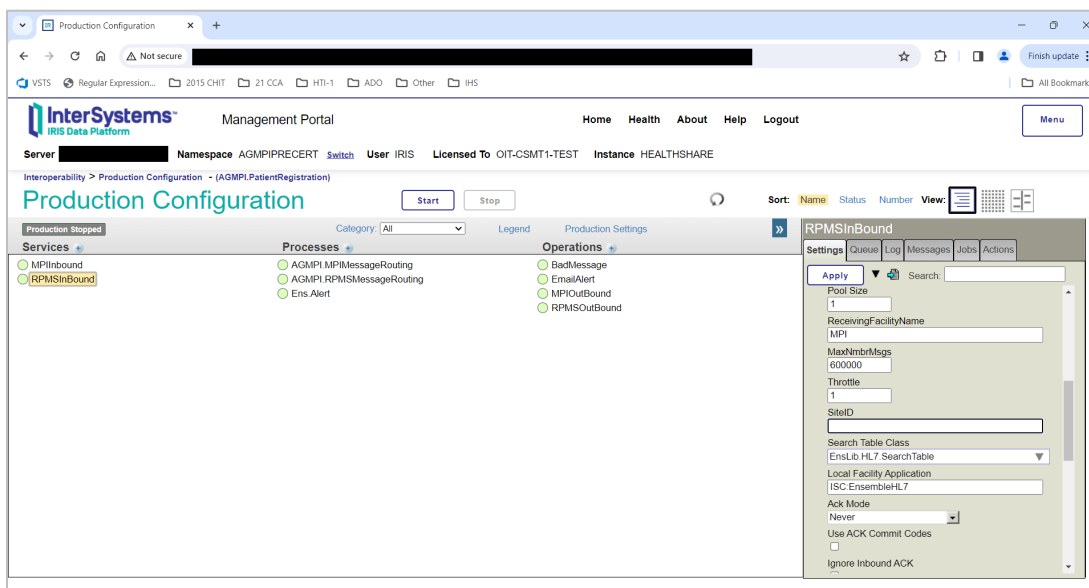 Production Configuration
Not secure
Finish update
VSTS Regular Expression... 2015 CHIT 21 CCA HTI-1 ADO Other IHS
All Bookmark
InterSystems™
IRIS Data Platform
Management Portal
Home Health About Help Logout
Menu
Server Namespace AGMPIPRECERT Switch User IRIS Licensed To OIT-CSMT1-TEST Instance HEALTHSHARE
Interoperability > Production Configuration - (AGMPI.PatientRegistration)
Production Configuration
Start Stop
Sort: Name Status Number View:
Production Stopped
Category: All Legend Production Settings
Services Processes Operations
MPIInbound AGMPI.MPIMessageRouting BadMessage
RPMSInBound AGMPI.RPMSMessageRouting EmailAlert
Ens.Alert MPIOutBound
RPMSOutBound
RPMSInBound
Settings Queue Log Messages Jobs Actions
Apply Search:
Pool Size
1
ReceivingFacilityName
MPI
MaxNmbrMsgs
600000
Throttle
1
SiteID
Search Table Class
EnsLib.HL7.SearchTable
Local Facility Application
ISC:EnsembleHL7
Ack Mode
Never
Use ACK Commit Codes
Ignore Inbound ACK